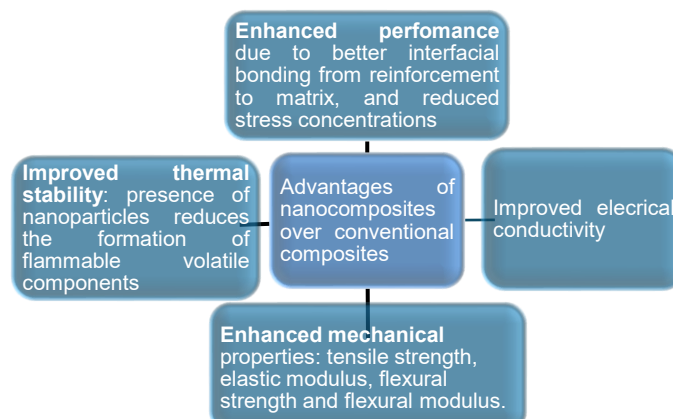 Enhanced perfomance
due to better interfacial
bonding from reinforcement
to matrix, and reduced
stress concentrations
Improved thermal
stability: presence of
nanoparticles reduces
the formation of
flammable volatile
components
Advantages of
nanocomposites
over conventional
composites
Improved elecrical
conductivity
Enhanced mechanical
properties: tensile strength,
elastic modulus, flexural
strength and flexural modulus.